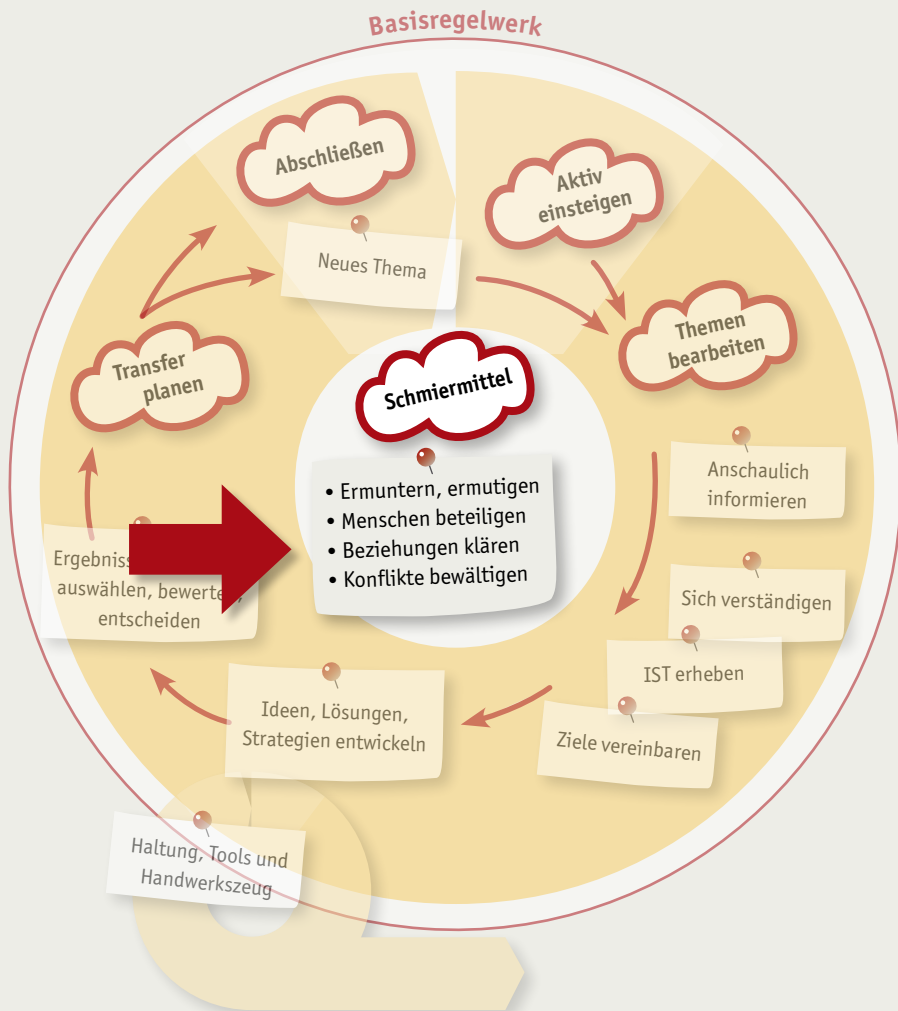 Basisregelwerk
Abschließen
Aktiv
einsteigen
Neues Thema
Themen
bearbeiten
Transfer
planen
Schmiermittel
• Ermuntern, ermutigen
• Menschen beteiligen
• Beziehungen klären
• Konflikte bewältigen
Anschaulich
informieren
Sich verständigen
IST erheben
Ziele vereinbaren
Ideen, Lösungen,
Strategien entwickeln
auswählen,
entscheiden
Haltung, Tools und
Handwerkszeug